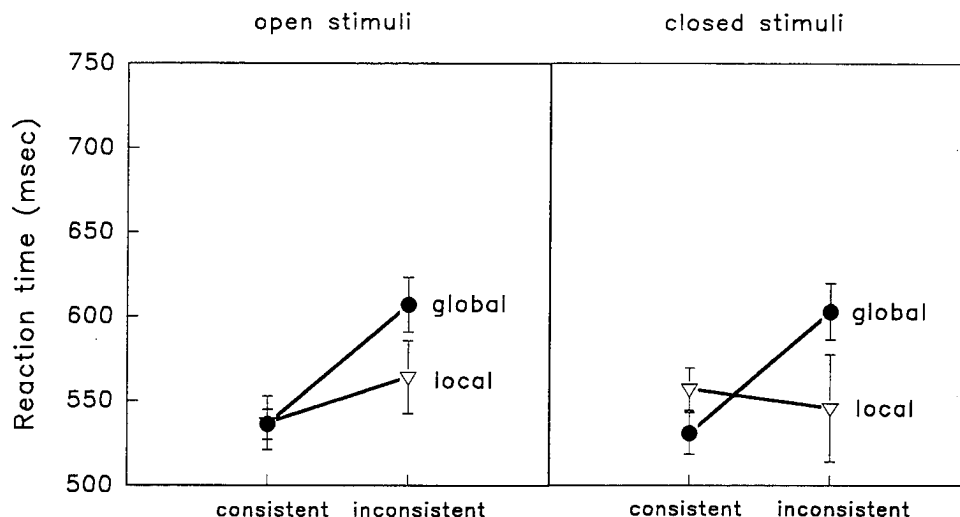 open stimuli
closed stimuli
Reaction time (msec)
750
700
650
600
550
500
global
local
global
local
consistent inconsistent
consistent inconsistent